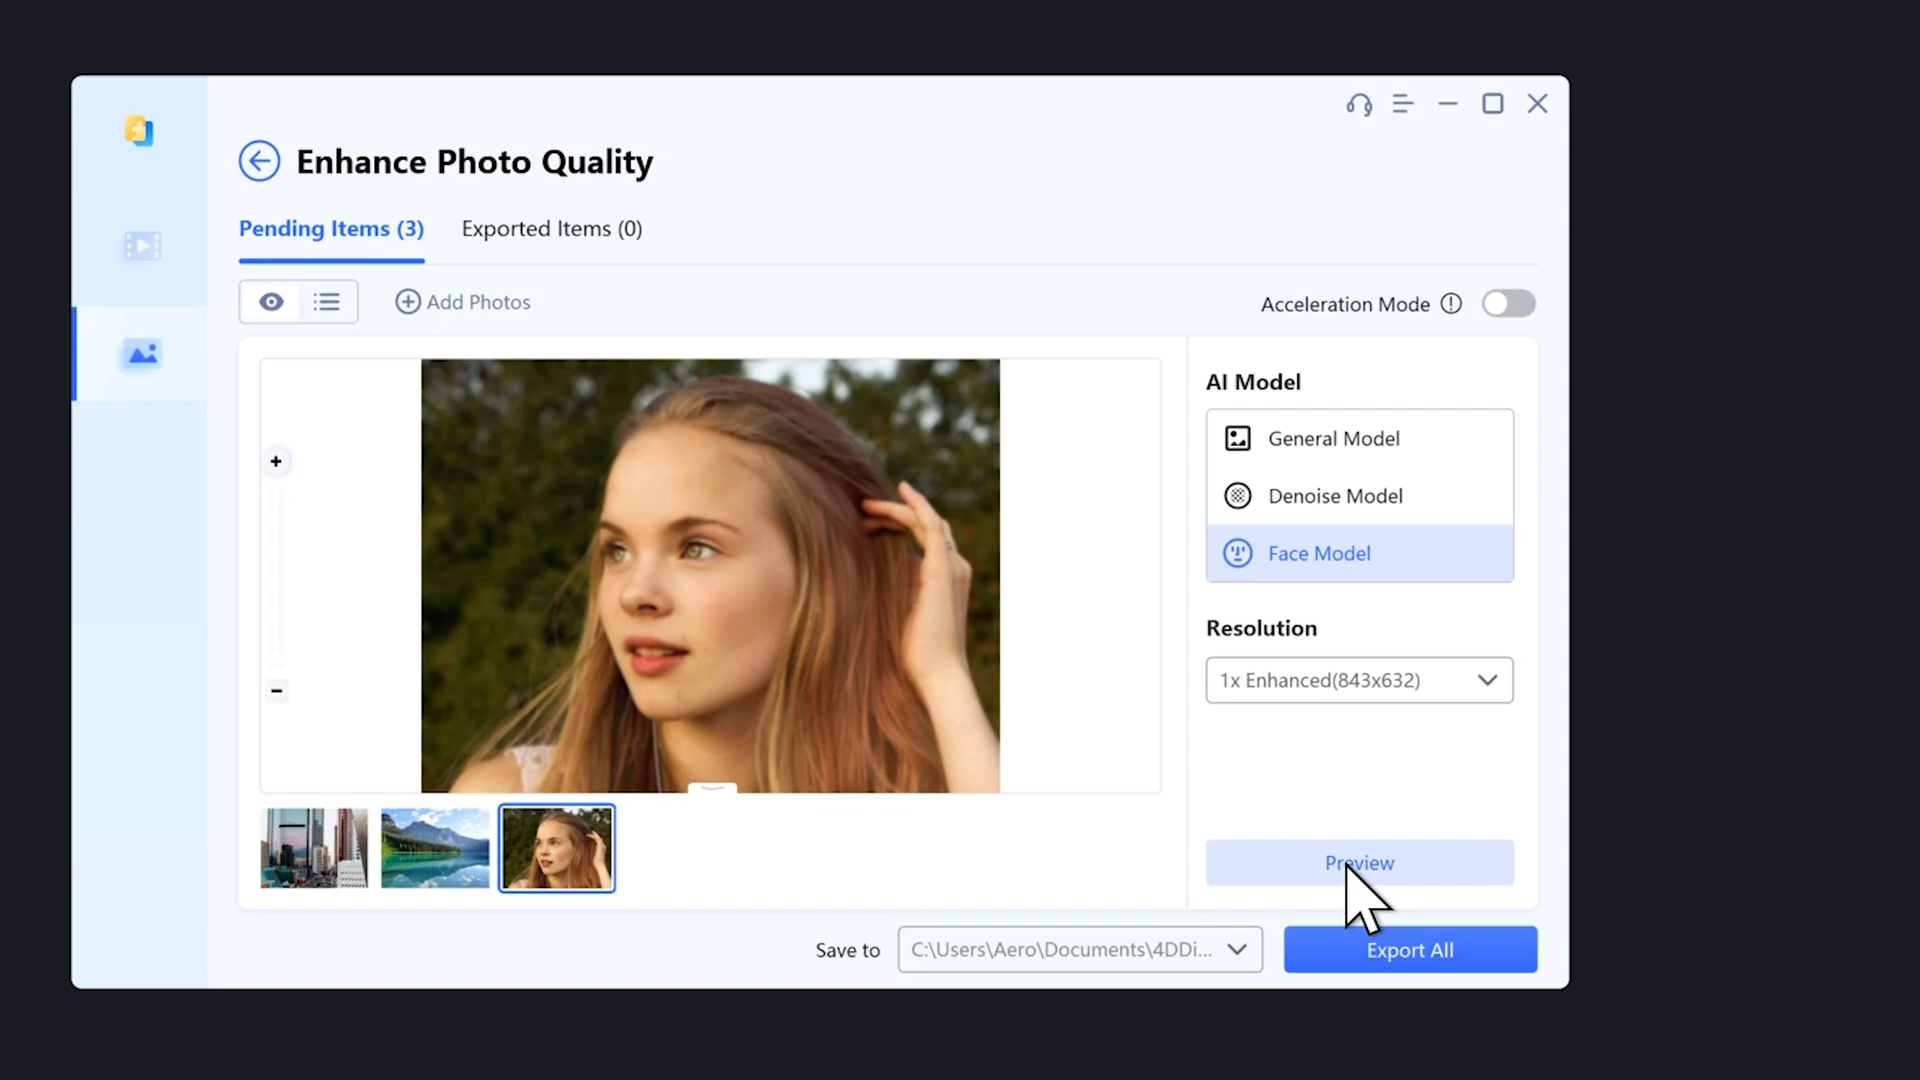 Enhance Photo Quality
Pending Items (3) Exported Items (0)
Add Photos
Acceleration Mode
AI Model
General Model
Denoise Model
Face Model
Resolution
1x Enhanced(843x632)
Preview
Save to C:\Users\Aero\Documents\4DDi... Export All